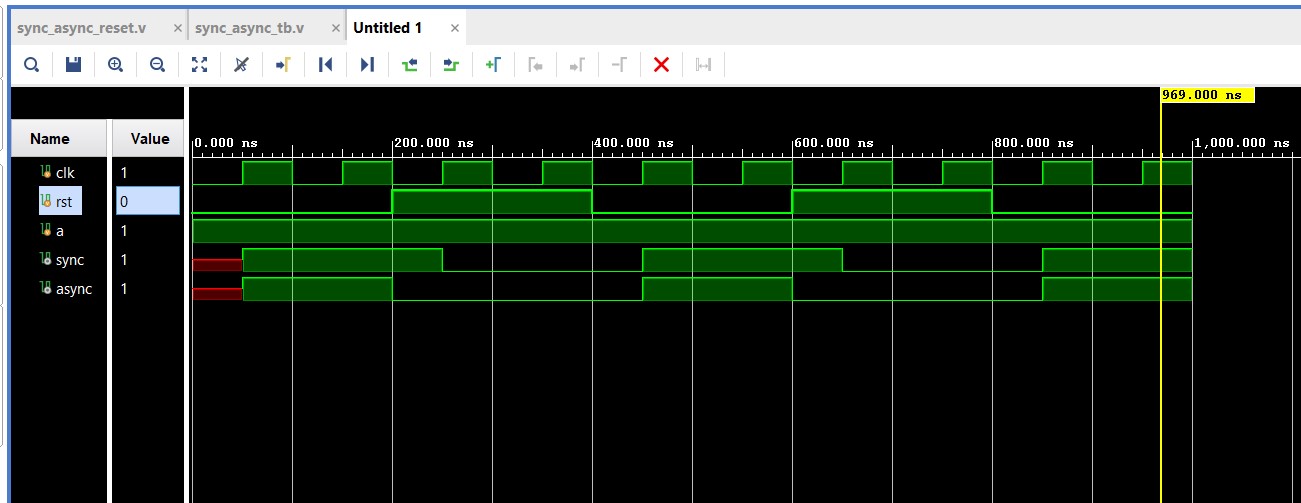 sync_async_reset.v × sync_async_tb.v × Untitled 1 ×
969.000 ns
Name Value 0.000 ns 200.000 ns 400.000 ns 600.000 ns 800.000 ns 1,000.000 ns
clk 1
rst 0
a 1
sync 1
async 1